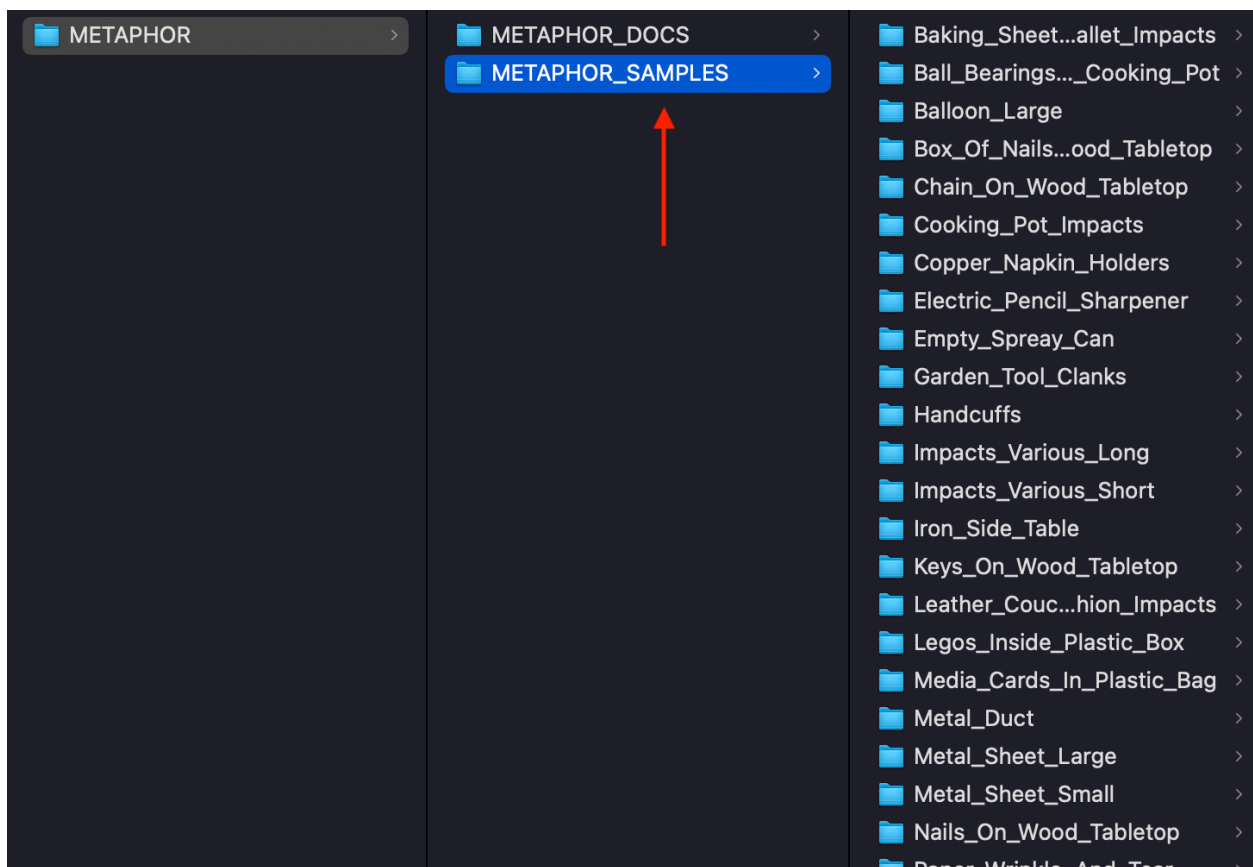 METAPHOR
METAPHOR_DOCS
METAPHOR_SAMPLES
Baking_Sheet...allet_Impacts
Ball_Bearings..._Cooking_Pot
Balloon_Large
Box_Of_Nails...ood_Tabletop
Chain_On_Wood_Tabletop
Cooking_Pot_Impacts
Copper_Napkin_Holders
Electric_Pencil_Sharpener
Empty_Spreay_Can
Garden_Tool_Clanks
Handcuffs
Impacts_Various_Long
Impacts_Various_Short
Iron_Side_Table
Keys_On_Wood_Tabletop
Leather_Couc...hion_Impacts
Legos_Inside_Plastic_Box
Media_Cards_In_Plastic_Bag
Metal_Duct
Metal_Sheet_Large
Metal_Sheet_Small
Nails_On_Wood_Tabletop
Paper_Wrinkle_And_Tear